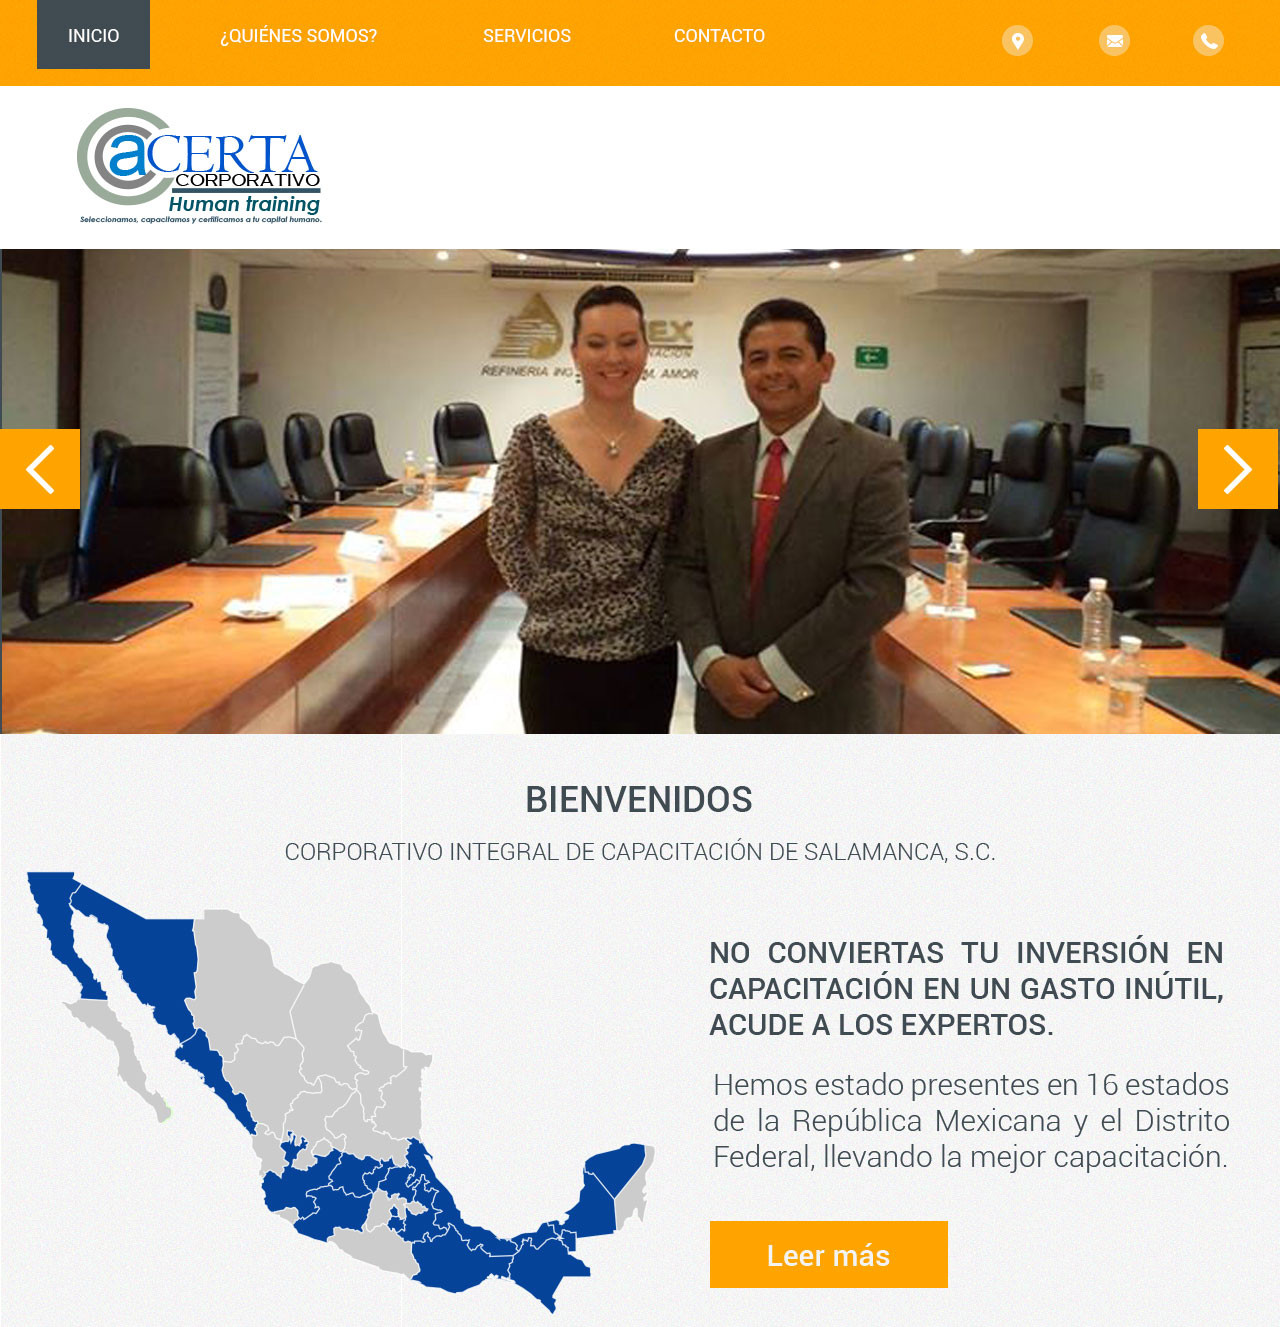 INICIO
¿QUIÉNES SOMOS?
SERVICIOS
CONTACTO
aCERTA
CORPORATIVO
Human training
Seleccionamos, capacitamos y certificamos a tu capital humano.
EX
REFINERIA ING
M. AMOR
BIENVENIDOS
CORPORATIVO INTEGRAL DE CAPACITACIÓN DE SALAMANCA, S.C.
NO CONVIERTAS TU INVERSIÓN EN
CAPACITACIÓN EN UN GASTO INÚTIL,
ACUDE A LOS EXPERTOS.
Hemos estado presentes en 16 estados
de la República Mexicana y el Distrito
Federal, llevando la mejor capacitación.
Leer más